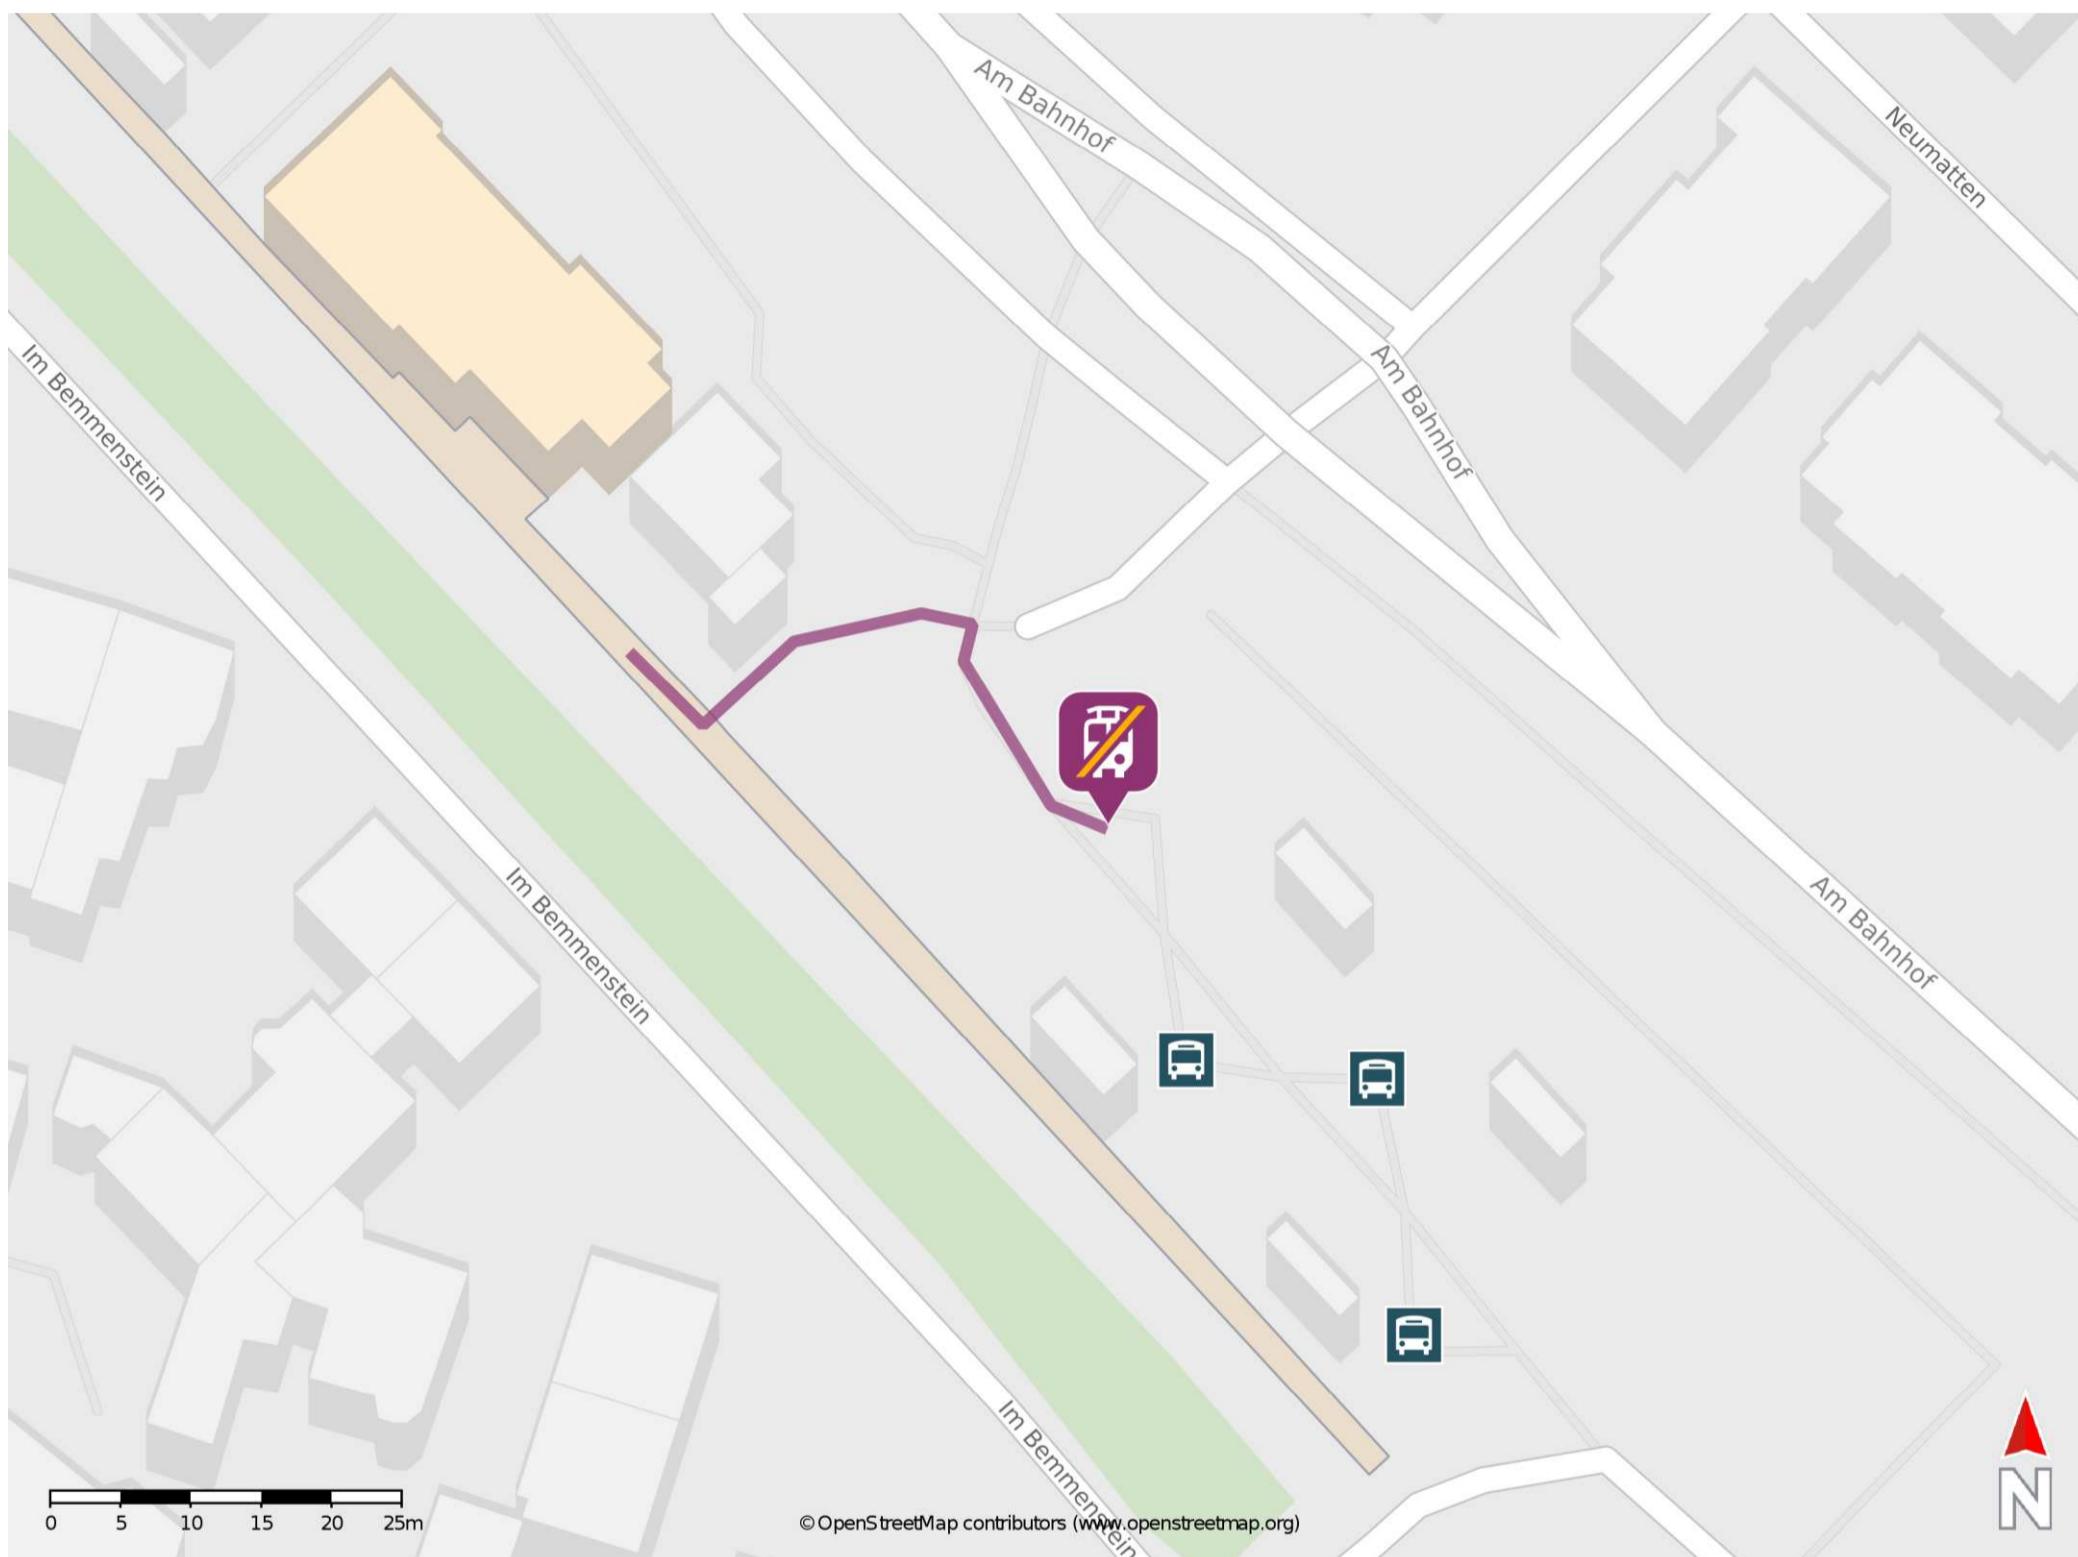 Am Bahnhof
Neumatten
Im Bemmenstein
Am Bahnhof
Im Bemmenstein
Am Bahnhof
Im Bemmenstein
0 5 10 15 20 25m
© OpenStreetMap contributors (www.openstreetmap.org)
N